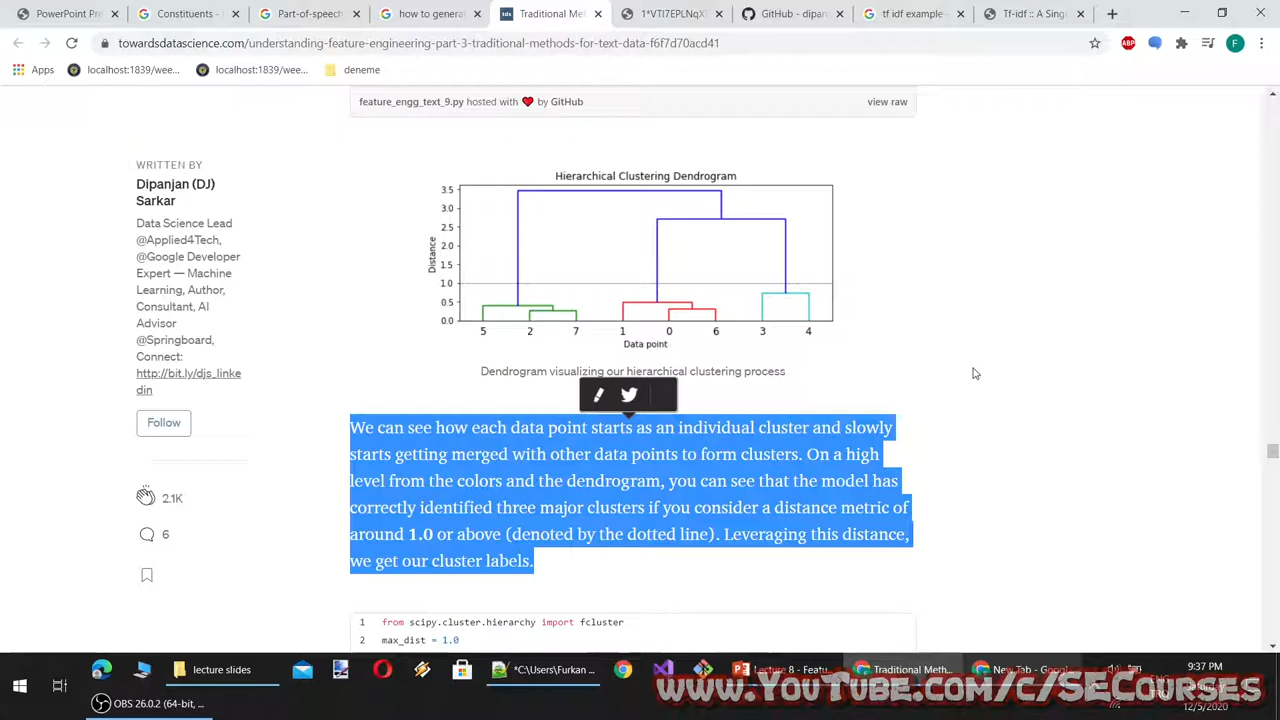 PowerPoint Pre
Constituents -
Part-of-speech
how to general
Traditional Me
1*VTI7EPLNqX
GitHub - dipan
tf idf example -
Tf-idf :: A Sing
towardsdatascience.com/understanding-feature-engineering-part-3-traditional-methods-for-text-data-f6f7d70acd41
Apps
localhost:1839/wee...
localhost:1839/wee...
deneme
feature_engg_text_9.py hosted with ❤ by GitHub
view raw
WRITTEN BY
Dipanjan (DJ)
Sarkar
Data Science Lead
@Applied4Tech,
@Google Developer
Expert — Machine
Learning, Author,
Consultant, AI
Advisor
@Springboard,
Connect:
http://bit.ly/djs_linke
din
Follow
2.1K
6
Hierarchical Clustering Dendrogram
3.5
3.0
2.5
2.0
1.5
1.0
0.5
0.0
Distance
5 2 7 1 0 6 3 4
Data point
Dendrogram visualizing our hierarchical clustering process
We can see how each data point starts as an individual cluster and slowly
starts getting merged with other data points to form clusters. On a high
level from the colors and the dendrogram, you can see that the model has
correctly identified three major clusters if you consider a distance metric of
around 1.0 or above (denoted by the dotted line). Leveraging this distance,
we get our cluster labels.
1 from scipy.cluster.hierarchy import fcluster
2 max_dist = 1.0
lecture slides
*C:\Users\Furkan ...
Lecture 8 - Featu...
Traditional Meth...
New Tab - Google...
9:37 PM
Saturday
12/5/2020
ENG
TRQ
www.YouTube.com/c/SECourses
OBS 26.0.2 (64-bit, ...